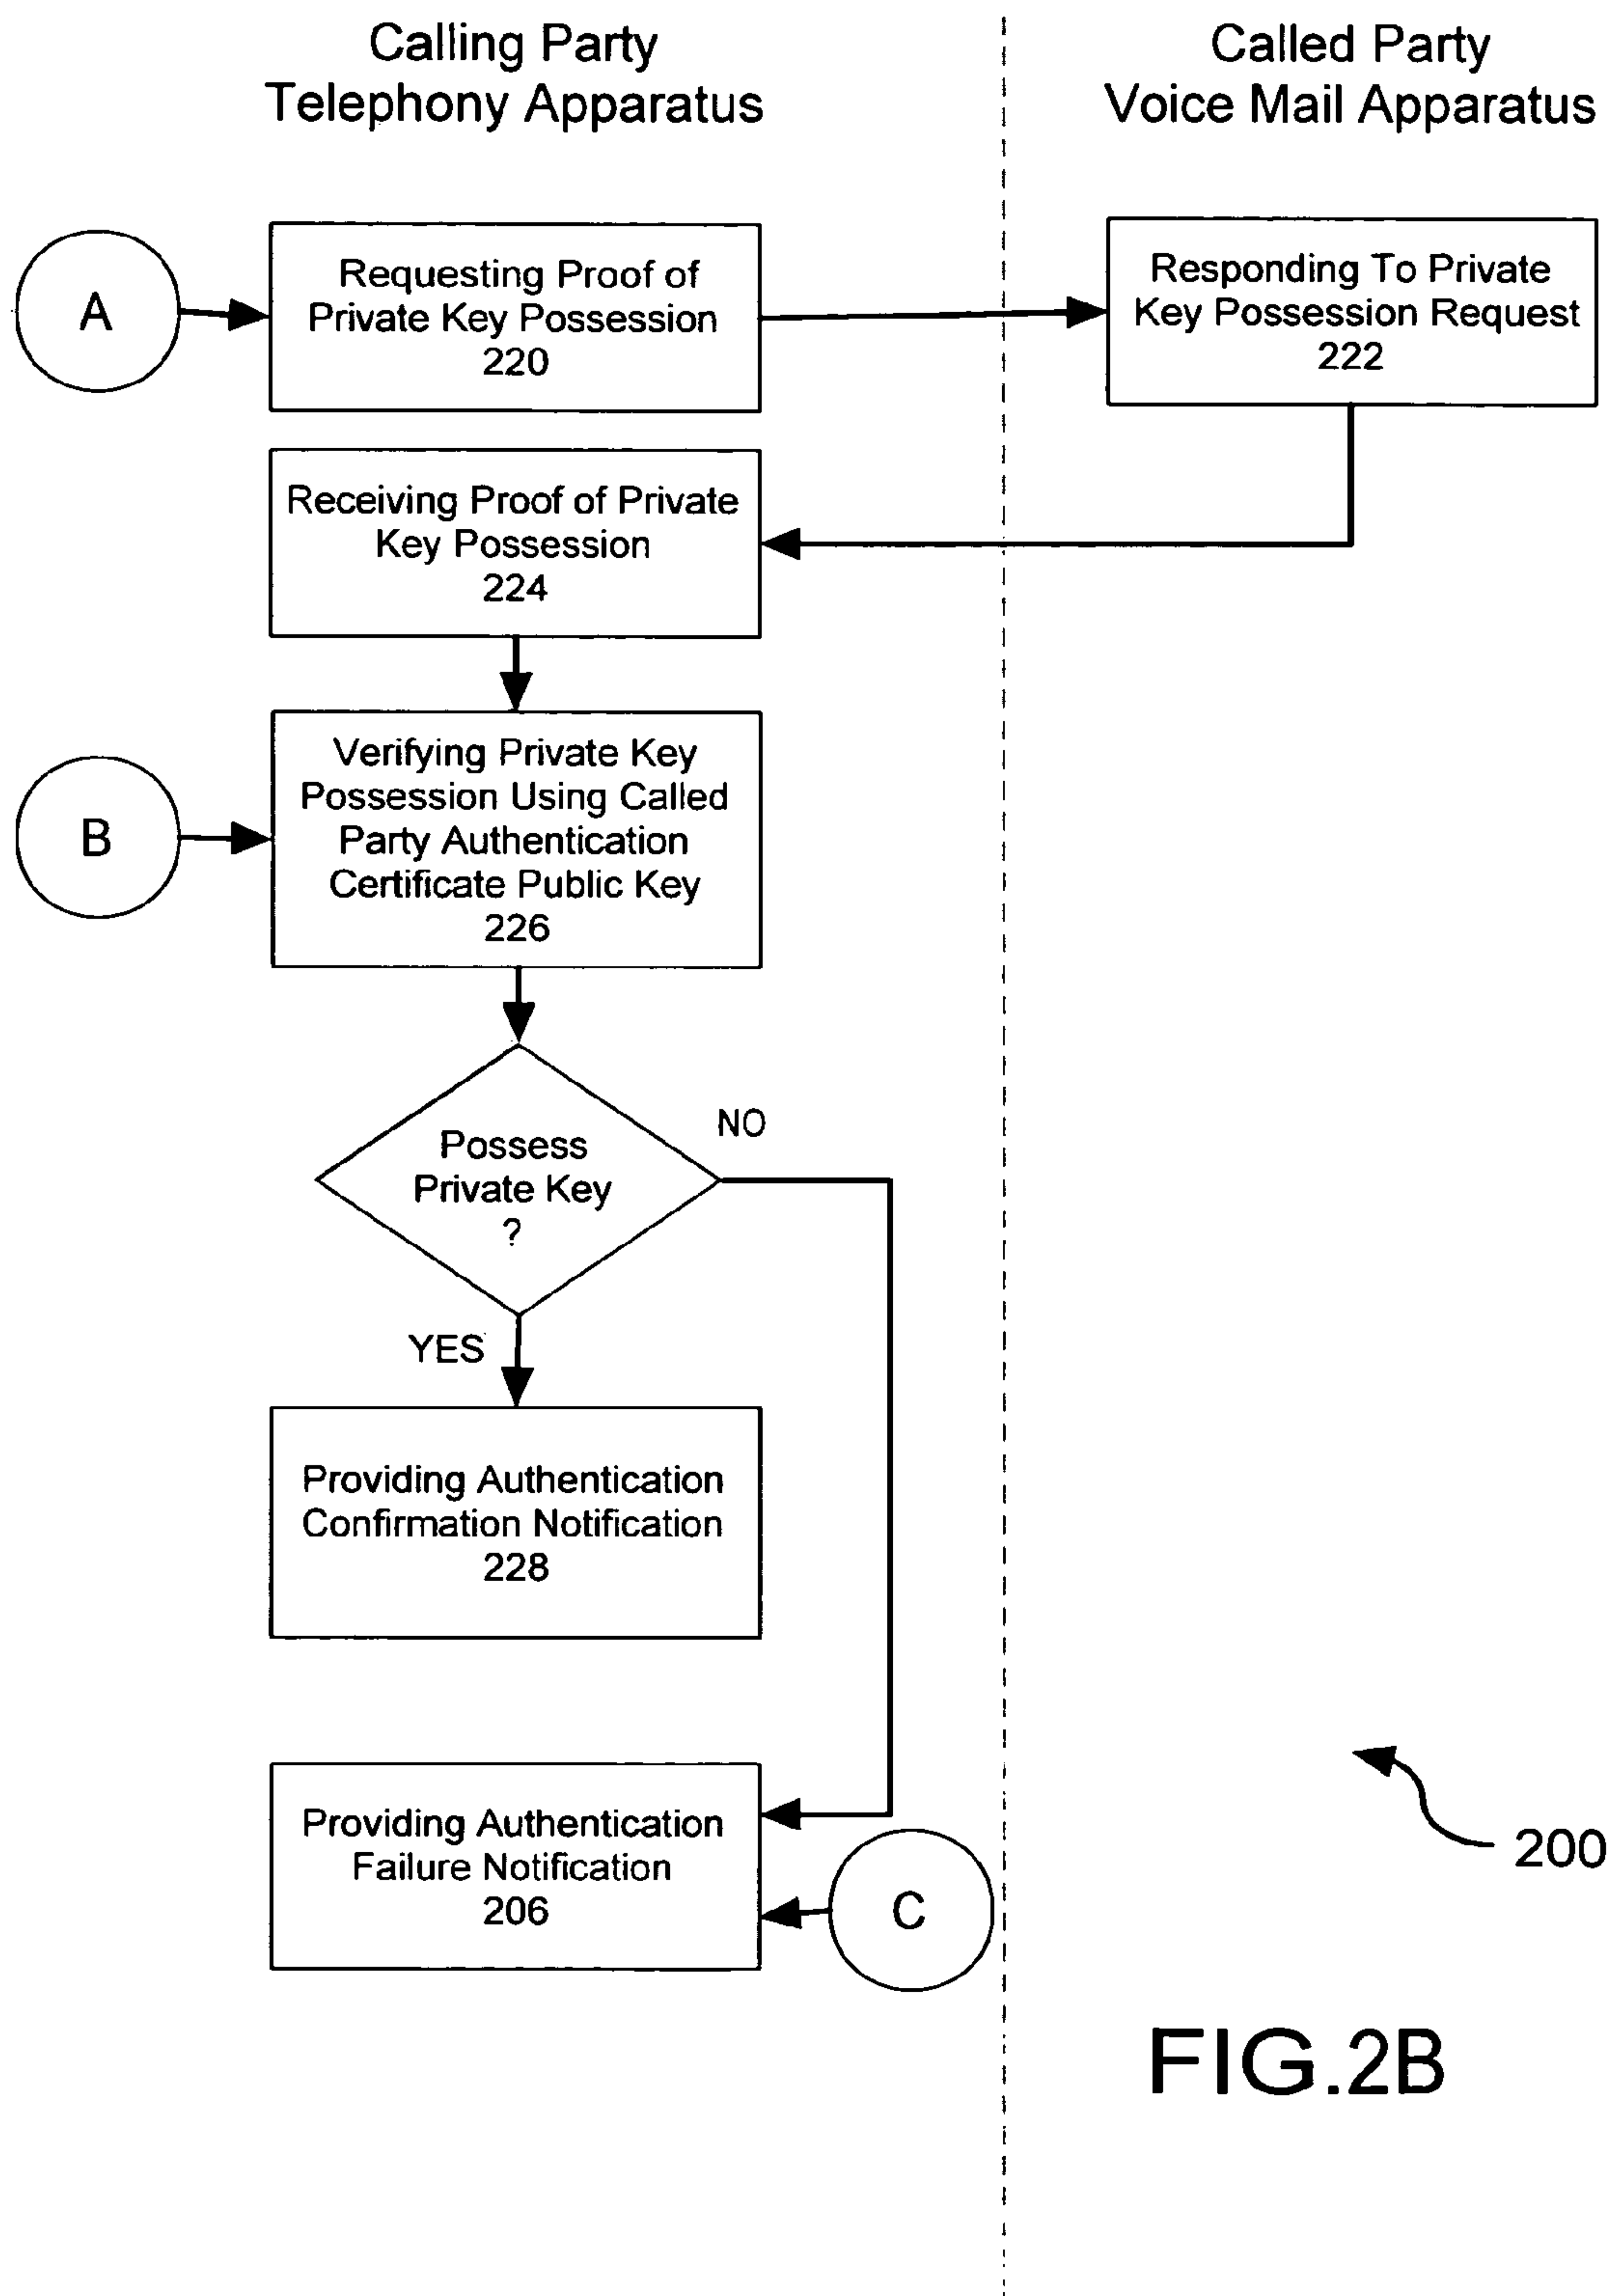 Calling Party
Telephony Apparatus
Called Party
Voice Mail Apparatus
A
Requesting Proof of
Private Key Possession
220
Responding To Private
Key Possession Request
222
Receiving Proof of Private
Key Possession
224
B
Verifying Private Key
Possession Using Called
Party Authentication
Certificate Public Key
226
Possess
Private Key
?
NO
YES
Providing Authentication
Confirmation Notification
228
Providing Authentication
Failure Notification
206
C
200
FIG.2B